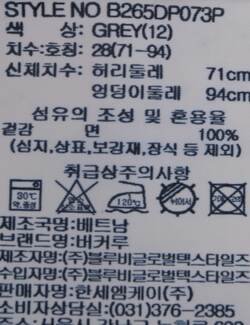 STYLE NO B265DP073P
색 상: GREY(12)
치수:호칭: 28(71-94)
신체치수: 허리둘레 71cm
엉덩이둘레 94cm
섬유의 조성 및 혼용율
겉감 면 100%
(심지,상표,보강재,장식 등 제외)
취급상주의사항
30℃ 120℃ 드라이
제조국명:베트남
브랜드명:버커루
제조자명:(주)블루비글로벌텍스타일즈
수입자명:(주)블루비글로벌텍스타일즈
판매자명:한세엠케이(주)
소비자상담실:(031)376-2385